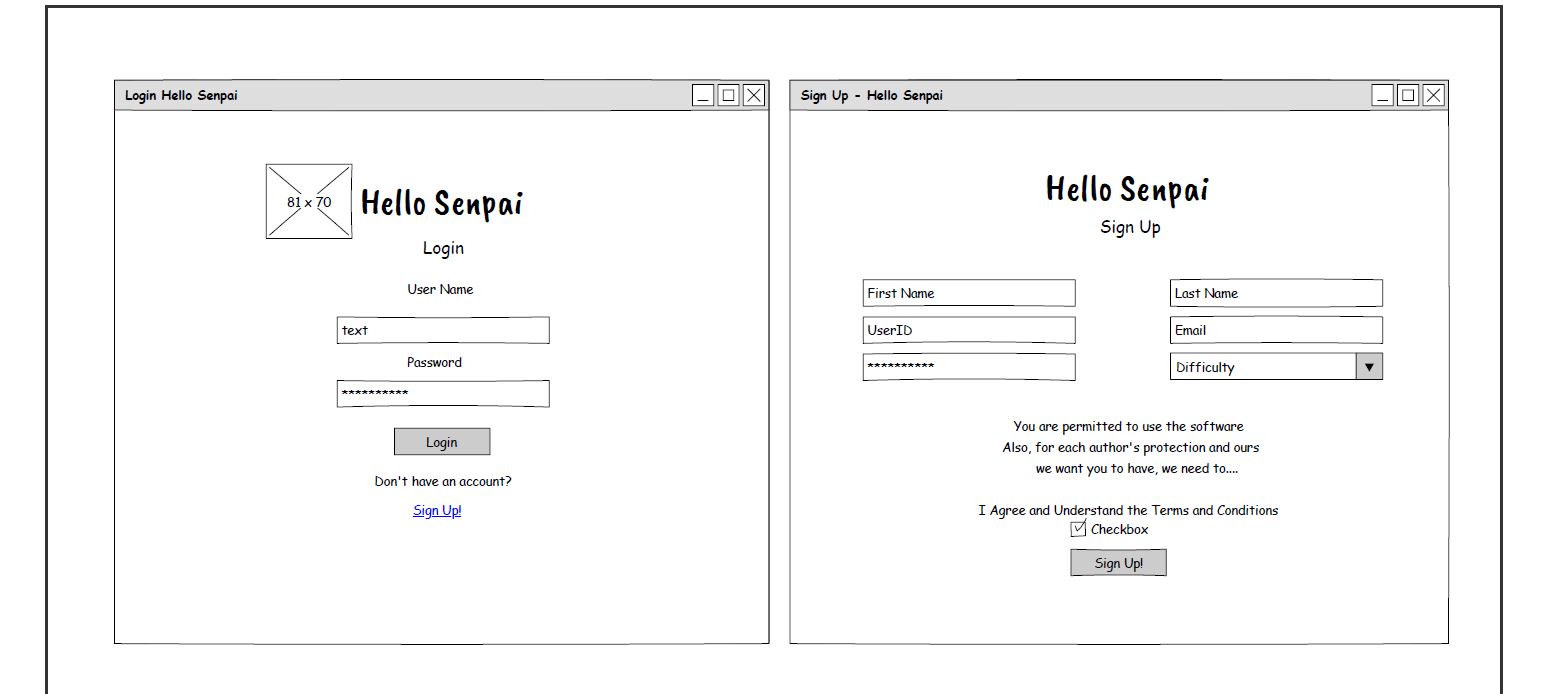 Login Hello Senpai
81 x 70
Hello Senpai
Login
User Name
text
Password
**********
Login
Don't have an account?
Sign Up!
Sign Up - Hello Senpai
Hello Senpai
Sign Up
First Name
Last Name
UserID
Email
**********
Difficulty
You are permitted to use the software
Also, for each author's protection and ours
we want you to have, we need to....
I Agree and Understand the Terms and Conditions
Checkbox
Sign Up!